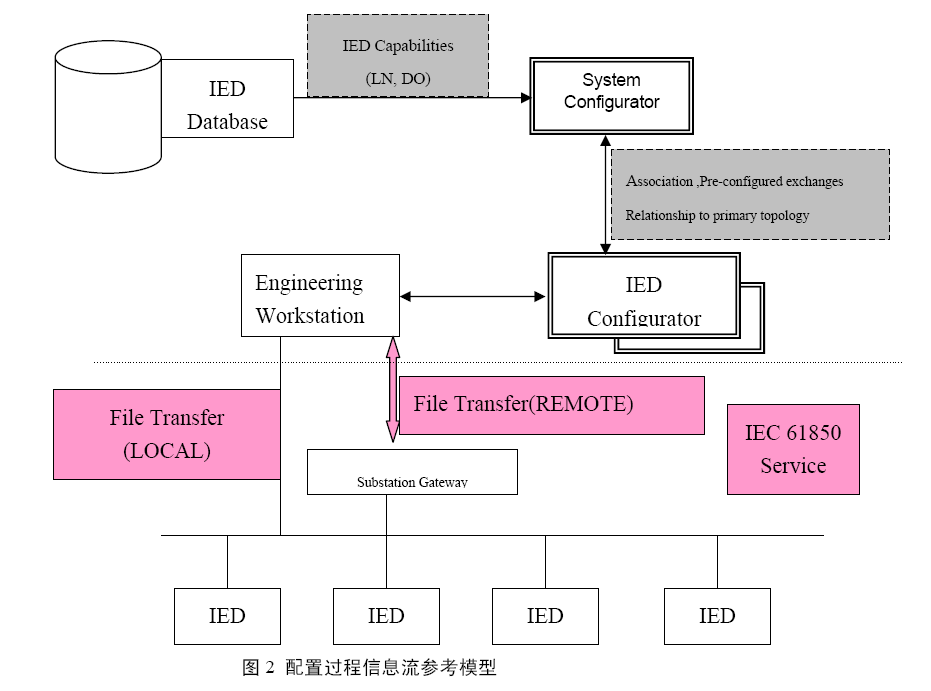 IED Capabilities
(LN, DO)
IED
Database
System
Configurator
Association ,Pre-configured exchanges
Relationship to primary topology
Engineering
Workstation
IED
Configurator
File Transfer
(LOCAL)
File Transfer(REMOTE)
IEC 61850
Service
Substation Gateway
IED
IED
IED
IED
图 2 配置过程信息流参考模型